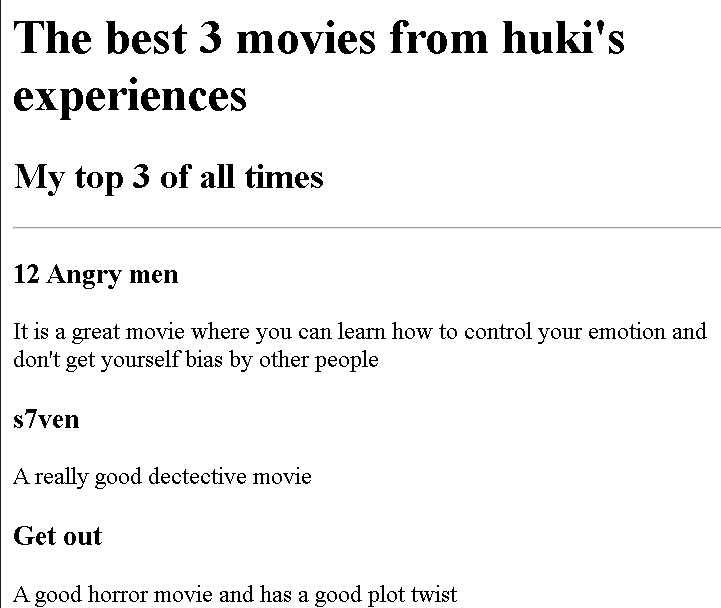 The best 3 movies from huki's
experiences
My top 3 of all times
12 Angry men
It is a great movie where you can learn how to control your emotion and
don't get yourself bias by other people
s7ven
A really good dectective movie
Get out
A good horror movie and has a good plot twist